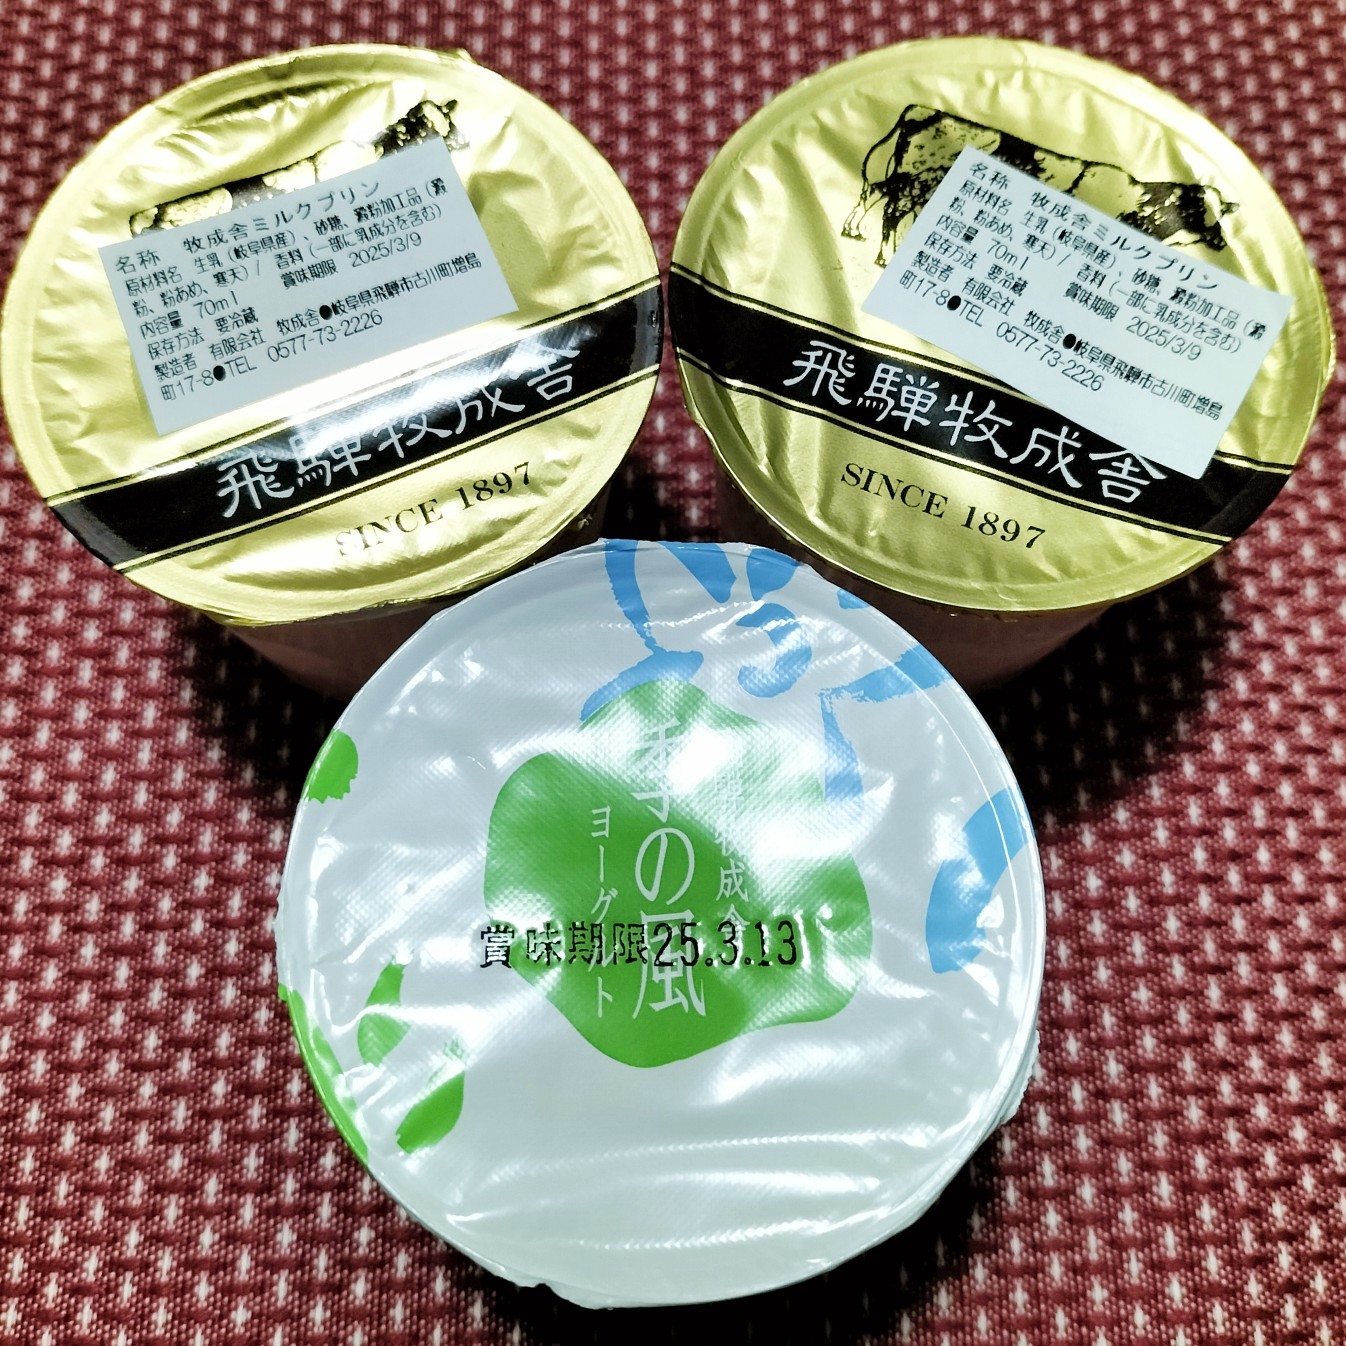 名称　牧成舎ミルクプリン
原材料名　生乳（岐阜県産）、砂糖、澱粉加工品（澱
粉、粉あめ、寒天）/　香料（一部に乳成分を含む）
内容量　70ml　賞味期限　2025/3/9
保存方法　要冷蔵
製造者　有限会社　牧成舎●岐阜県飛騨市古川町増島
町17-8●TEL　0577-73-2226
飛騨牧成舎
SINCE 1897
名称　牧成舎ミルクプリン
原材料名　生乳（岐阜県産）、砂糖、澱粉加工品（澱
粉、粉あめ、寒天）/　香料（一部に乳成分を含む）
内容量　70ml　賞味期限　2025/3/9
保存方法　要冷蔵
製造者　有限会社　牧成舎●岐阜県飛騨市古川町増島
町17-8●TEL　0577-73-2226
飛騨牧成舎
SINCE 1897
牧成舎
季の風
ヨーグルト
賞味期限25.3.13